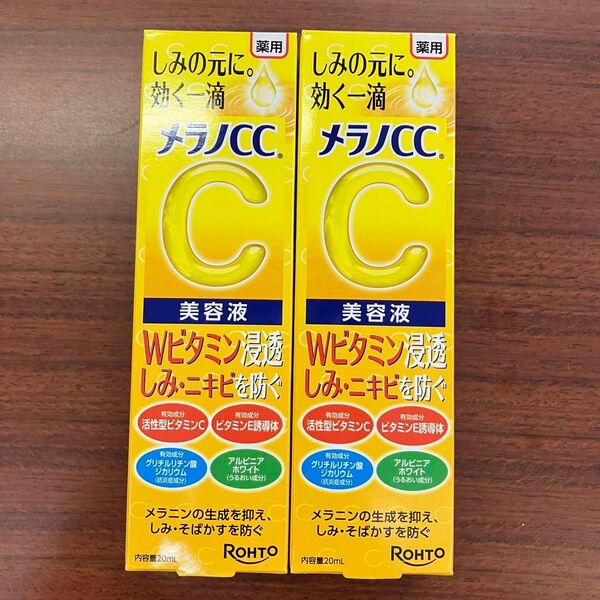 薬用
しみの元に。
効く一滴
メラノCC®
C
美容液
Wビタミン浸透
しみ・ニキビを防ぐ
有効成分
活性型ビタミンC
有効成分
ビタミンE誘導体
有効成分
グリチルリチン酸
ジカリウム
(抗炎症成分)
アルピニア
ホワイト
(うるおい成分)
メラニンの生成を抑え、
しみ・そばかすを防ぐ
内容量20mL
ROHTO
薬用
しみの元に。
効く一滴
メラノCC®
C
美容液
Wビタミン浸透
しみ・ニキビを防ぐ
有効成分
活性型ビタミンC
有効成分
ビタミンE誘導体
有効成分
グリチルリチン酸
ジカリウム
(抗炎症成分)
アルピニア
ホワイト
(うるおい成分)
メラニンの生成を抑え、
しみ・そばかすを防ぐ
内容量20mL
ROHTO